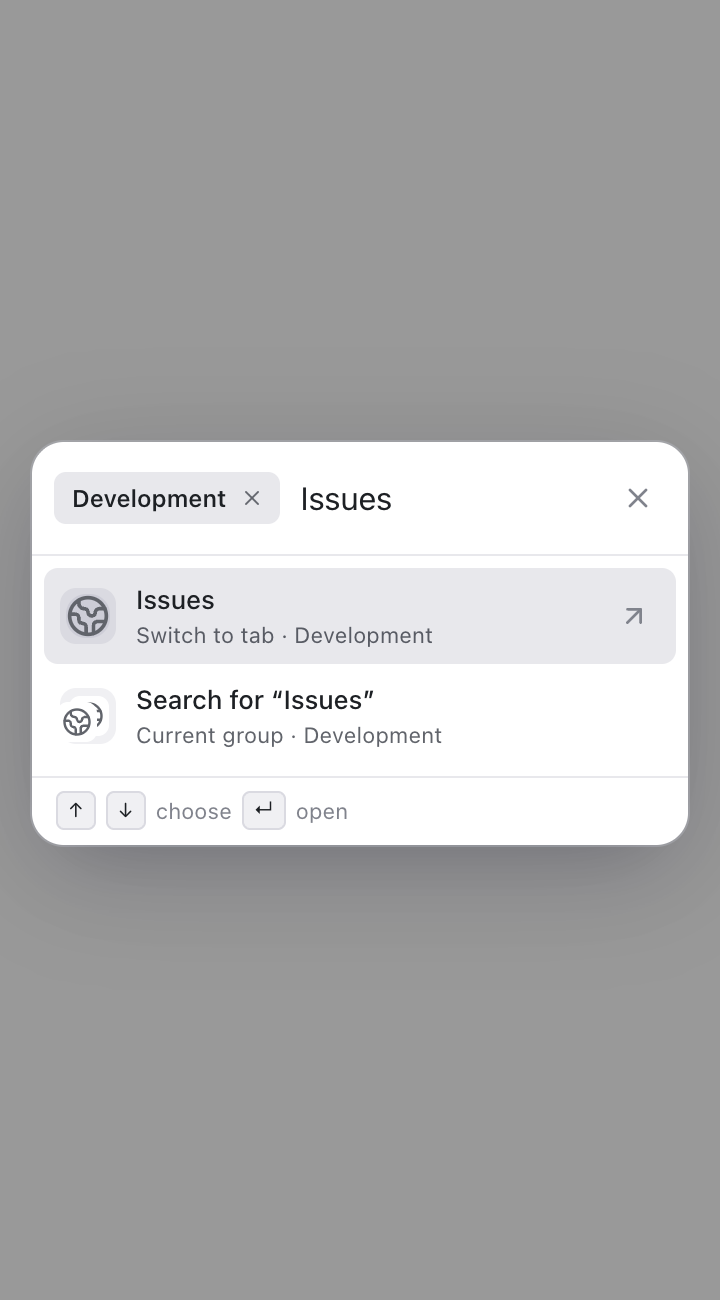 Development Issues
Issues
Switch to tab · Development
Search for “Issues”
Current group · Development
↑ ↓ choose ↵ open